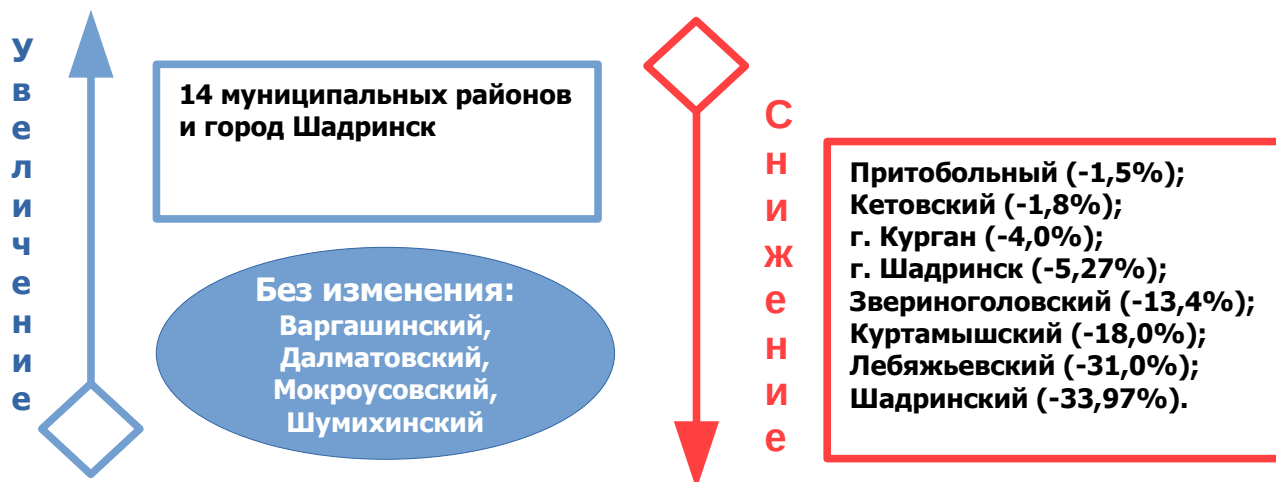 Увеличение
14 муниципальных районов
и город Шадринск
Без изменения:
Варгашинский,
Далматовский,
Мокроусовский,
Шумихинский
Снижение
Притобольный (-1,5%);
Кетовский (-1,8%);
г. Курган (-4,0%);
г. Шадринск (-5,27%);
Звериноголовский (-13,4%);
Куртамышский (-18,0%);
Лебяжьевский (-31,0%);
Шадринский (-33,97%).